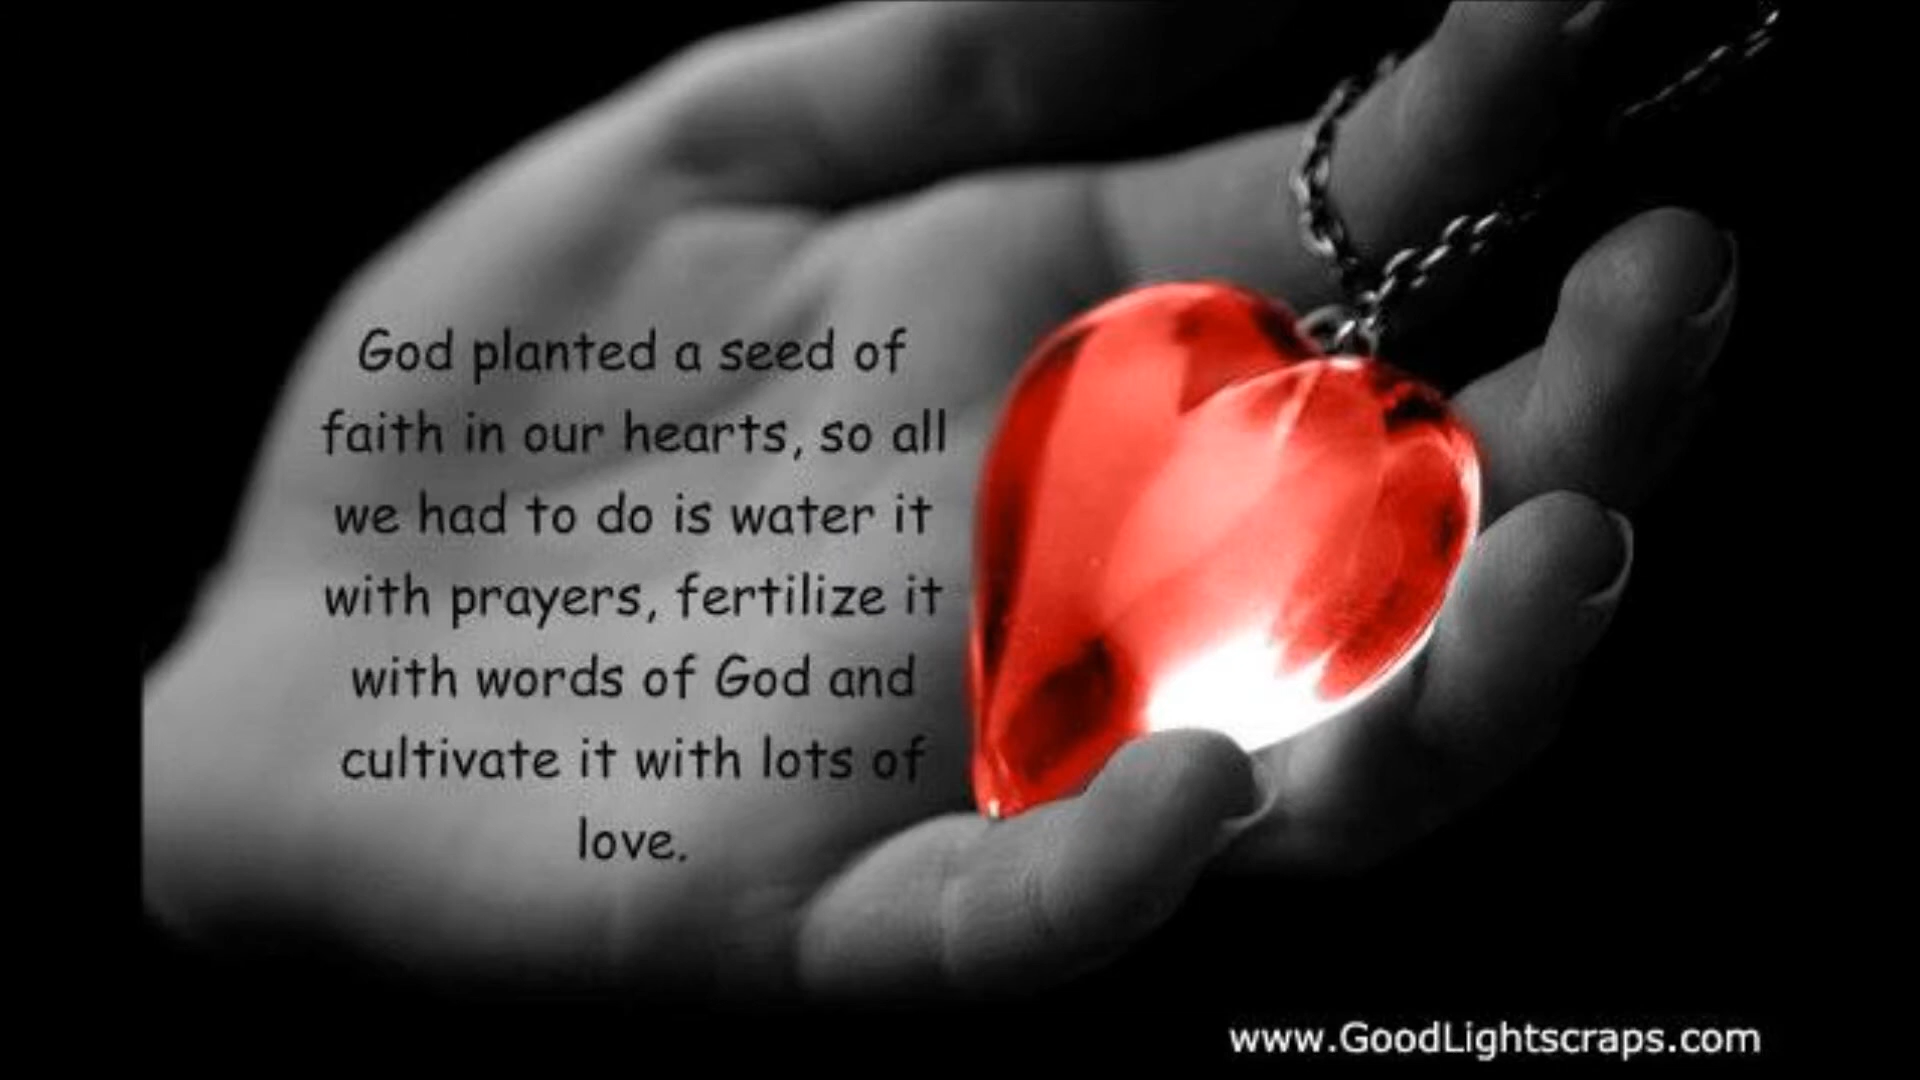 God planted a seed of
faith in our hearts, so all
we had to do is water it
with prayers, fertilize it
with words of God and
cultivate it with lots of
love.
www.GoodLightscraps.com